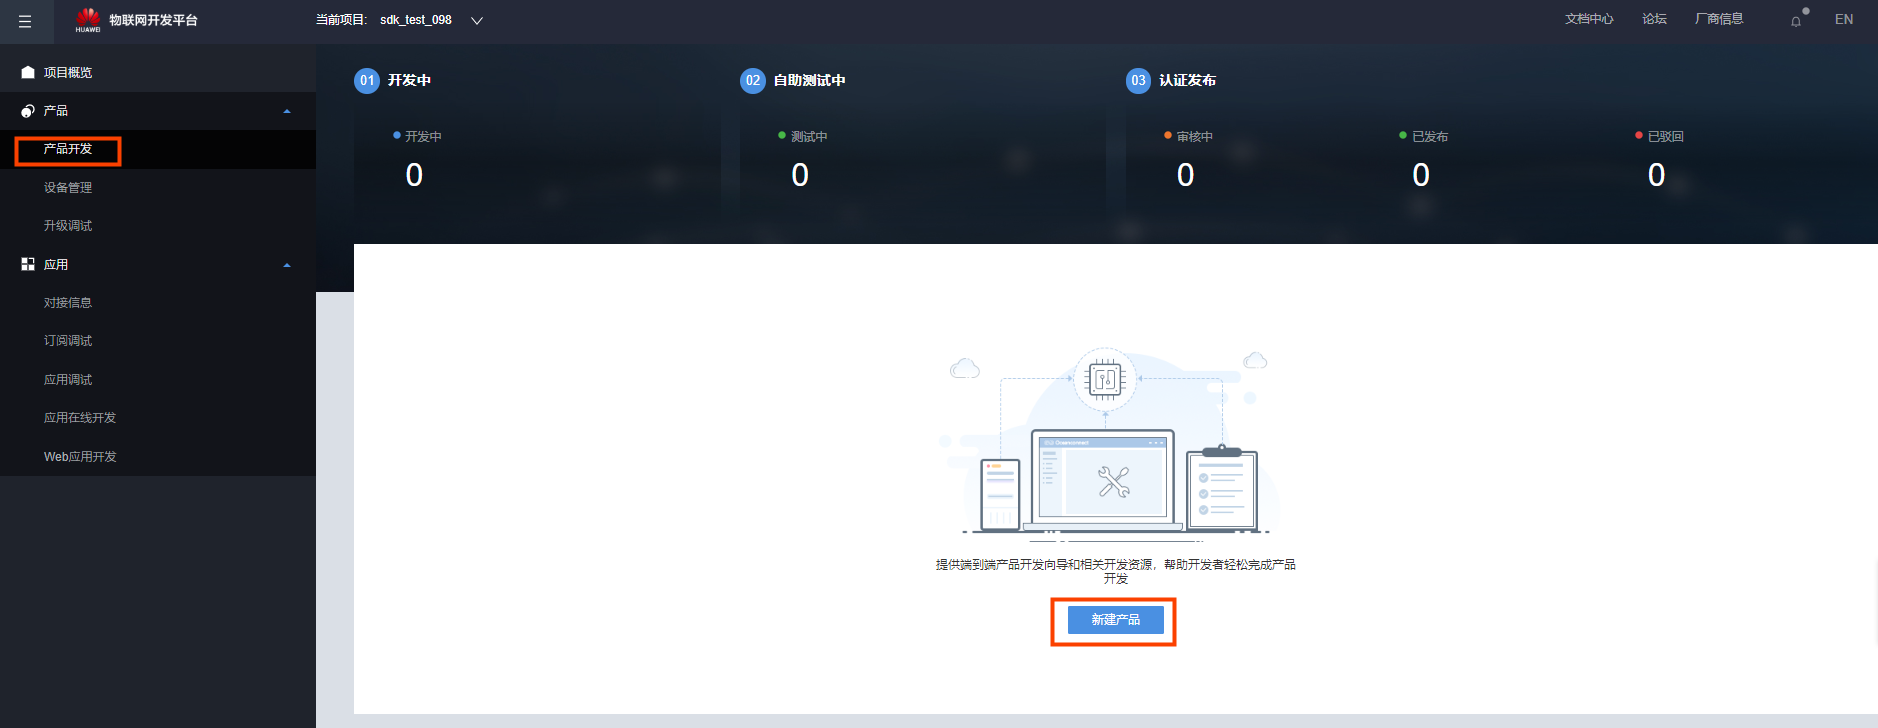 HUAWEI
物联网开发平台
当前项目: sdk_test_098
文档中心
论坛
厂商信息
EN
项目概览
产品
产品开发
设备管理
升级调试
应用
对接信息
订阅调试
应用调试
应用在线开发
Web应用开发
01 开发中
开发中
0
02 自助测试中
测试中
0
03 认证发布
审核中
0
已发布
0
已驳回
0
提供端到端产品开发向导和相关开发资源，帮助开发者轻松完成产品
开发
新建产品